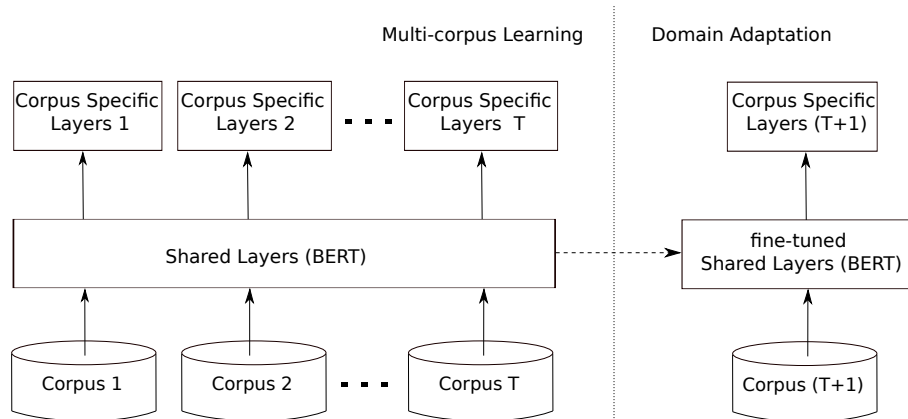 Multi-corpus Learning
Domain Adaptation
Corpus Specific
Layers 1
Corpus Specific
Layers 2
Corpus Specific
Layers T
Corpus Specific
Layers (T+1)
Shared Layers (BERT)
fine-tuned
Shared Layers (BERT)
Corpus 1
Corpus 2
Corpus T
Corpus (T+1)